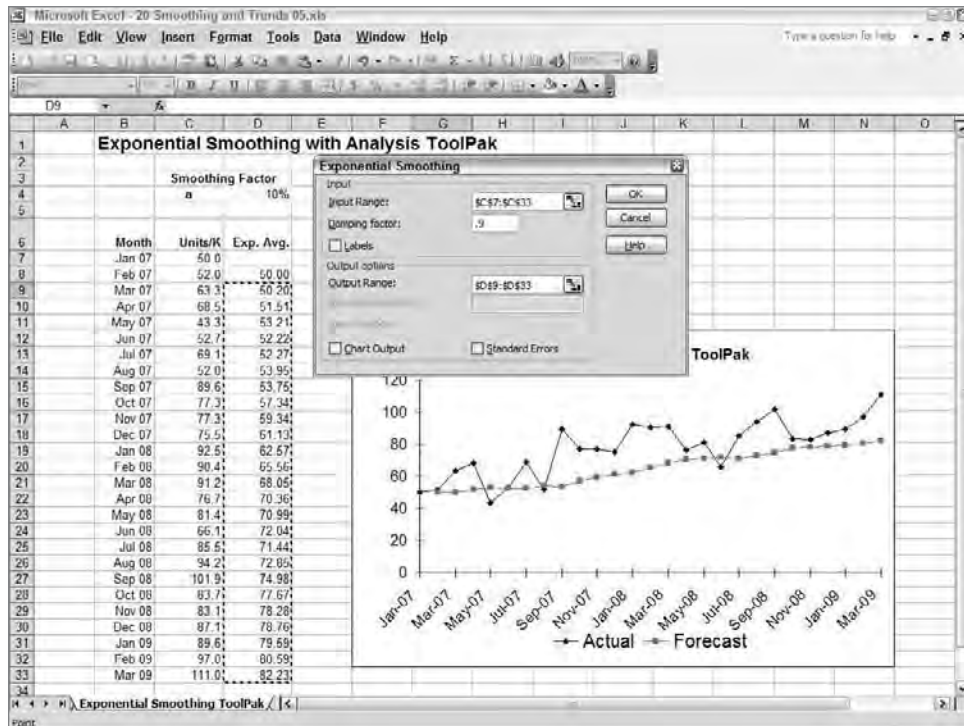 Microsoft Excel - 20 Smoothing and Trends 05.xls
File Edit View Insert Format Tools Data Window Help
Type a question for help
D9
fx
A B C D E F G H I J K L M N O
1 Exponential Smoothing with Analysis ToolPak
2
3 Smoothing Factor
4 a 10%
5
6 Month Units/K Exp. Avg.
7 Jan 07 50.0
8 Feb 07 52.0 50.00
9 Mar 07 63.3 50.20
10 Apr 07 68.5 51.51
11 May 07 43.3 53.21
12 Jun 07 52.7 52.22
13 Jul 07 69.1 52.27
14 Aug 07 52.0 53.95
15 Sep 07 89.6 53.75
16 Oct 07 77.3 57.34
17 Nov 07 77.3 59.34
18 Dec 07 75.5 61.13
19 Jan 08 92.5 62.57
20 Feb 08 90.4 65.56
21 Mar 08 91.2 68.05
22 Apr 08 76.7 70.36
23 May 08 81.4 70.99
24 Jun 08 66.1 72.04
25 Jul 08 85.5 71.44
26 Aug 08 94.2 72.85
27 Sep 08 101.9 74.98
28 Oct 08 83.7 77.67
29 Nov 08 83.1 78.28
30 Dec 08 87.1 78.76
31 Jan 09 89.6 79.59
32 Feb 09 97.0 80.59
33 Mar 09 111.0 82.23
34
Exponential Smoothing
Input
Input Range: $C$7:$C$33
Damping factor: .9
Labels
Output options
Output Range: $D$9:$D$33
Chart Output
Standard Errors
OK
Cancel
Help
ToolPak
120
100
80
60
40
20
0
Jan-07 Mar-07 May-07 Jul-07 Sep-07 Nov-07 Jan-08 Mar-08 May-08 Jul-08 Sep-08 Nov-08 Jan-09 Mar-09
Actual Forecast
Exponential Smoothing ToolPak
Point